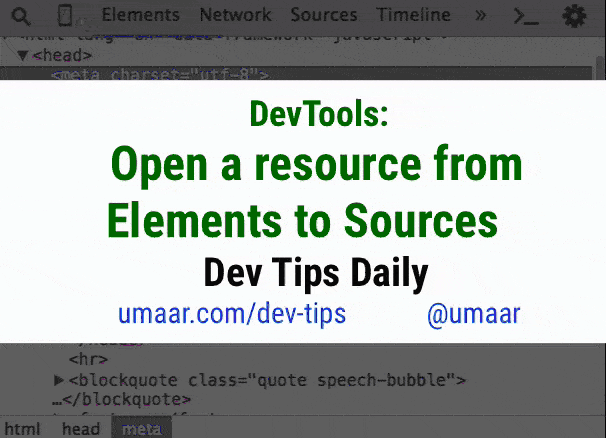 Elements Network Sources Timeline »
▼<head>
<meta charset="utf-8">
DevTools:
Open a resource from
Elements to Sources
Dev Tips Daily
umaar.com/dev-tips @umaar
<hr>
▶<blockquote class="quote speech-bubble">
…</blockquote>
html head meta